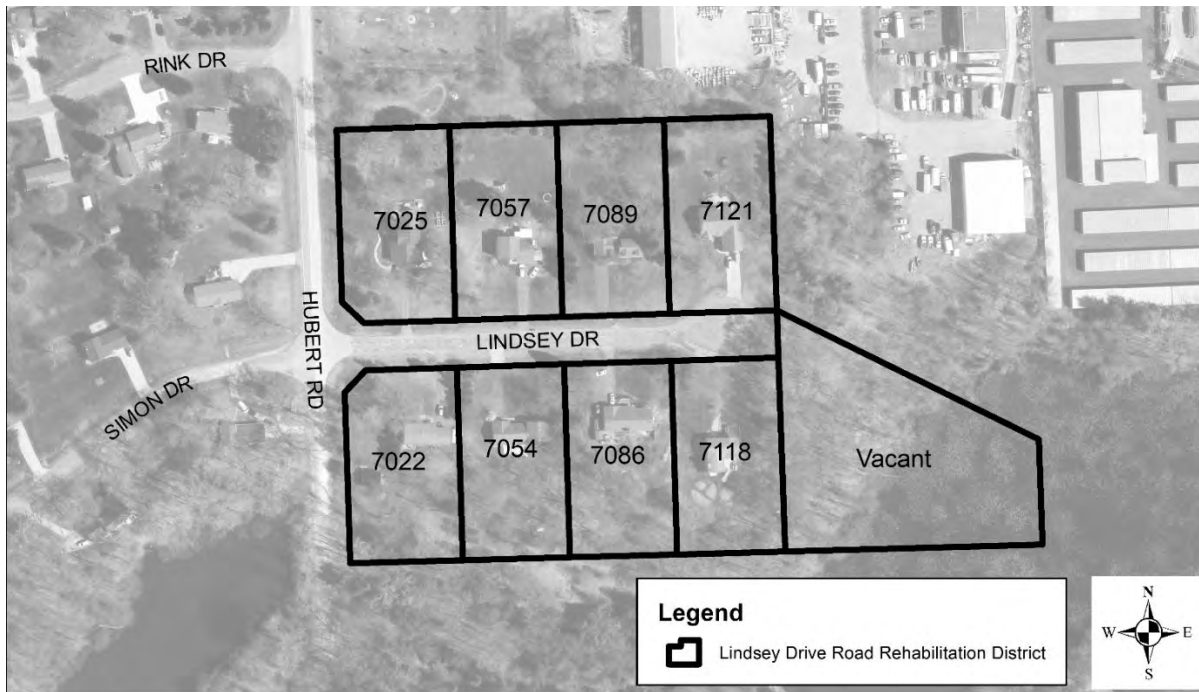 RINK DR
7025
7057
7089
7121
HUBERT RD
LINDSEY DR
SIMON DR
7022
7054
7086
7118
Vacant
Legend
Lindsey Drive Road Rehabilitation District
N
W E
S